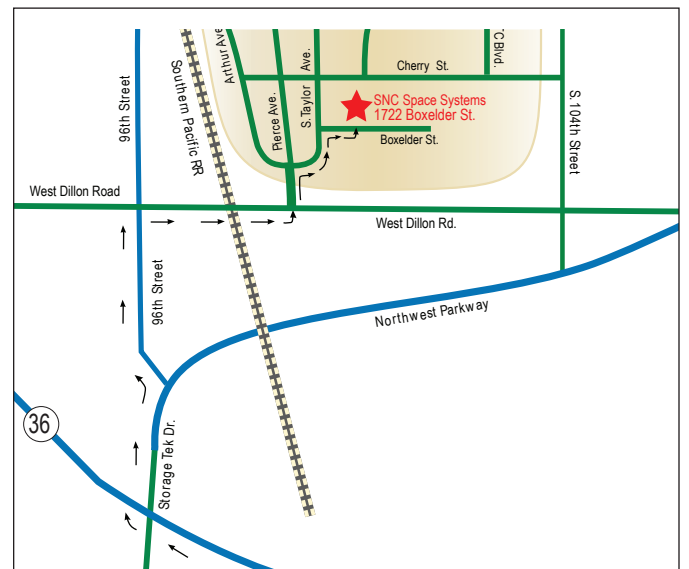 Arthur Ave
Pierce Ave.
S.Taylor Ave.
C Blvd.
Cherry St.
SNC Space Systems
1722 Boxelder St.
Boxelder St.
96th Street
Southern Pacific RR
S. 104th Street
West Dillon Road
West Dillon Rd.
96th Street
Northwest Parkway
36
Storage Tek Dr.